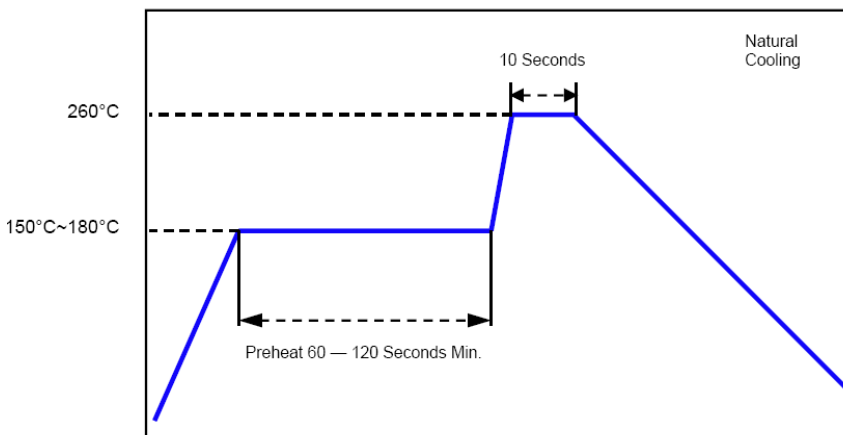 Natural
Cooling
10 Seconds
260°C
150°C~180°C
Preheat 60 — 120 Seconds Min.